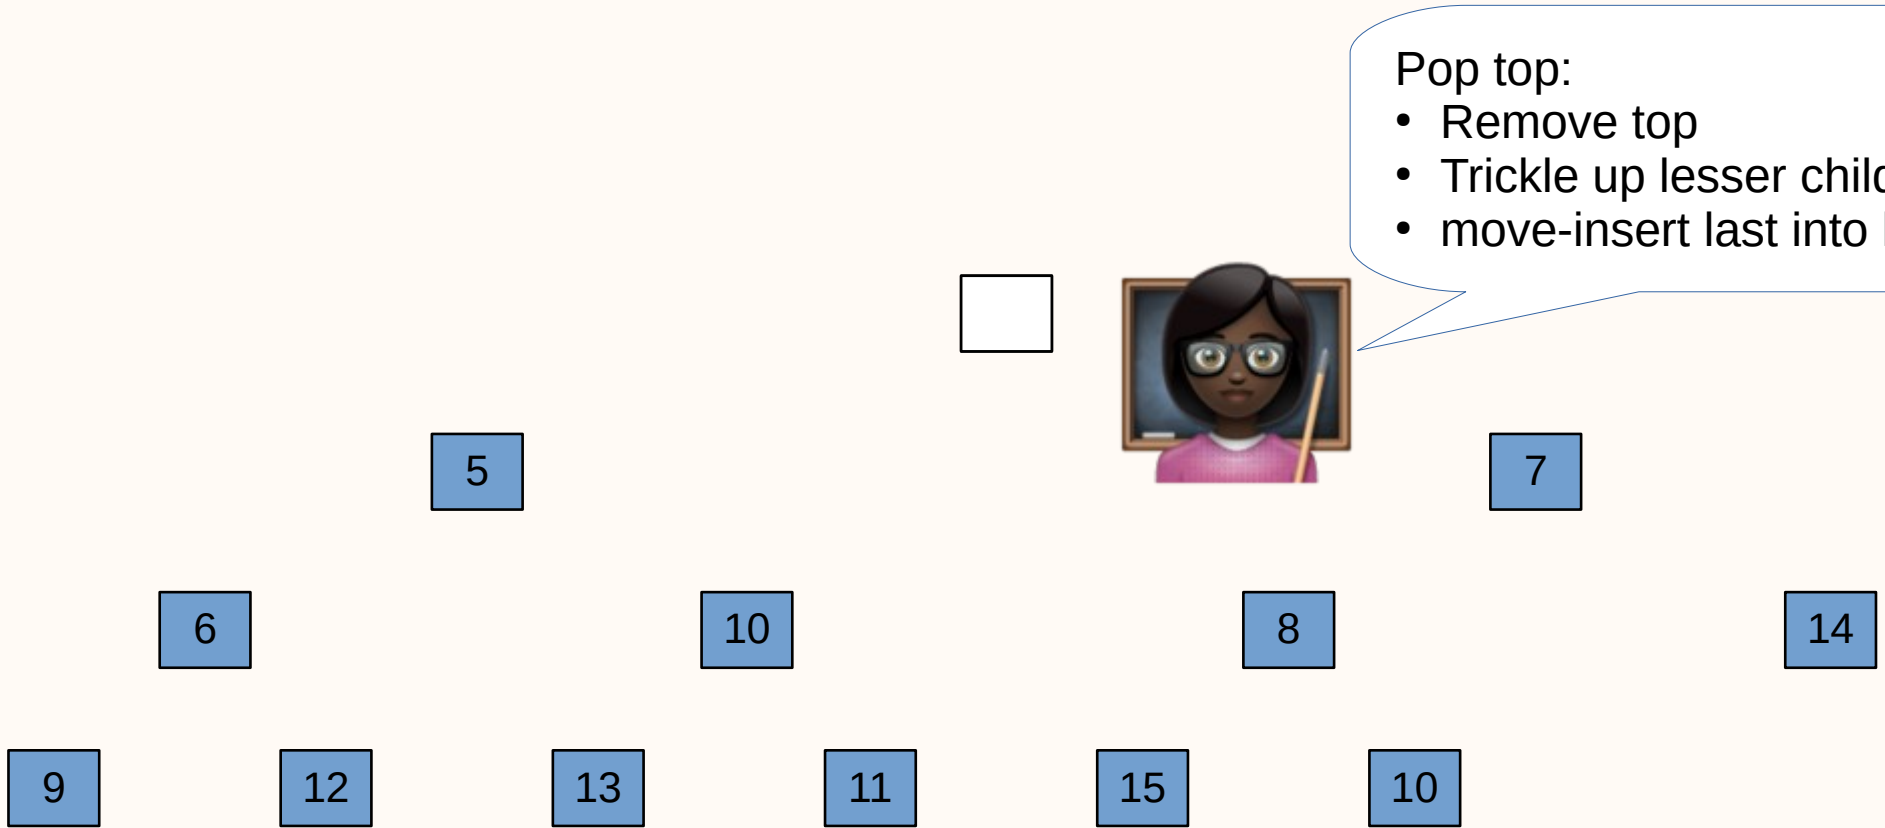 Pop top:
• Remove top
• Trickle up lesser
• move-insert last into
5 7
6 10 8 14
9 12 13 11 15 10